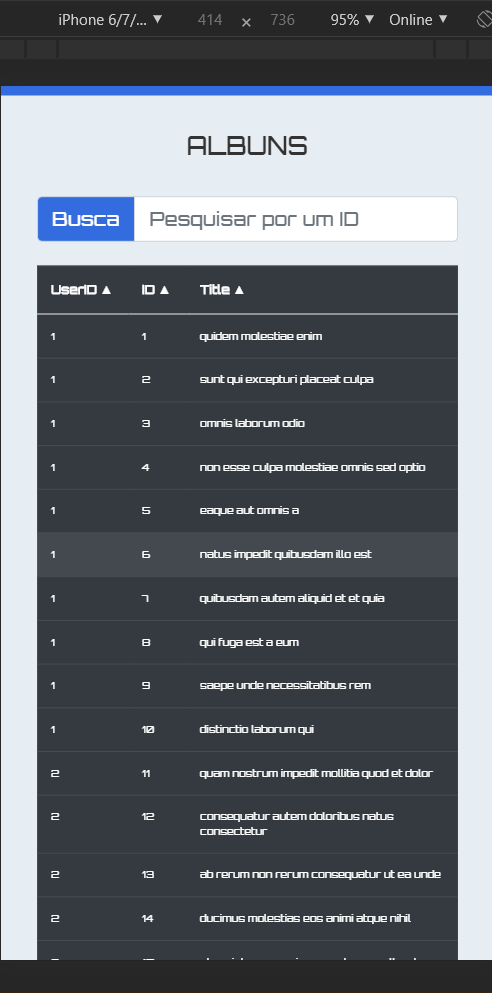 iPhone 6/7/... ▼ 414 × 736 95% ▼ Online ▼
ALBUNS
Busca Pesquisar por um ID
UserID ▲ ID ▲ Title ▲
1 1 quidem molestiae enim
1 2 sunt qui excepturi placeat culpa
1 3 omnis laborum odio
1 4 non esse culpa molestiae omnis sed optio
1 5 eaque aut omnis a
1 6 natus impedit quibusdam illo est
1 7 quibusdam autem aliquid et et quia
1 8 qui fuga est a eum
1 9 saepe unde necessitatibus rem
1 10 distinctio laborum qui
2 11 quam nostrum impedit mollitia quod et dolor
2 12 consequatur autem doloribus natus
consectetur
2 13 ab rerum non rerum consequatur ut ea unde
2 14 ducimus molestias eos animi atque nihil